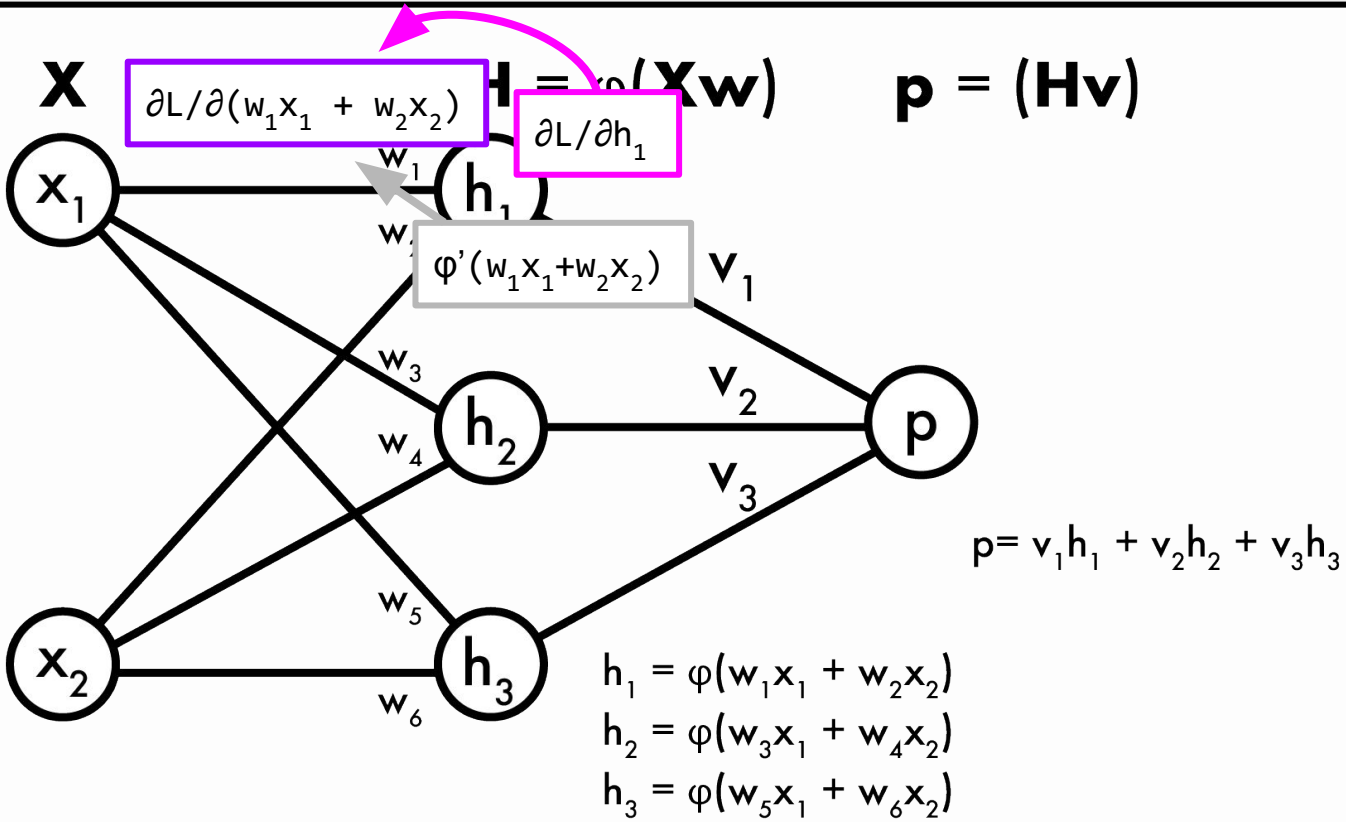 X
∂L/∂(w₁x₁ + w₂x₂)
H = φ(Xw)
p = (Hv)
∂L/∂h₁
w₁
x₁
h₁
φ’(w₁x₁+w₂x₂)
v₁
w₃
v₂
w₄
h₂
p
v₃
p= v₁h₁ + v₂h₂ + v₃h₃
w₅
x₂
h₃
w₆
h₁ = φ(w₁x₁ + w₂x₂)
h₂ = φ(w₃x₁ + w₄x₂)
h₃ = φ(w₅x₁ + w₆x₂)